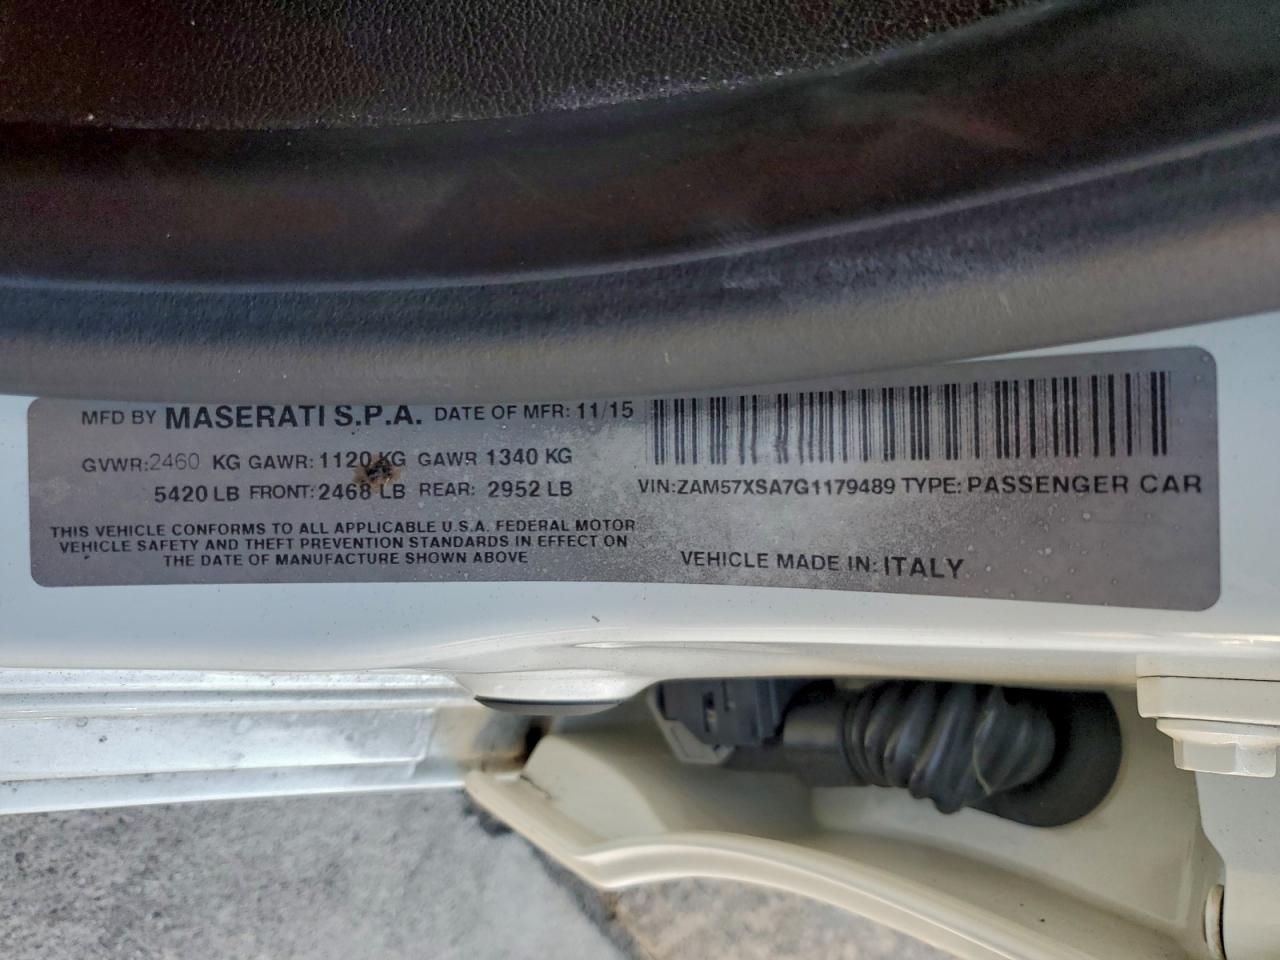 MFD BY MASERATI S.P.A. DATE OF MFR: 11/15
GVWR:2460 KG GAWR: 1120 KG GAWR 1340 KG
5420 LB FRONT: 2468 LB REAR: 2952 LB
VIN:ZAM57XSA7G1179489 TYPE: PASSENGER CAR
THIS VEHICLE CONFORMS TO ALL APPLICABLE U.S.A. FEDERAL MOTOR
VEHICLE SAFETY AND THEFT PREVENTION STANDARDS IN EFFECT ON
THE DATE OF MANUFACTURE SHOWN ABOVE
VEHICLE MADE IN: ITALY